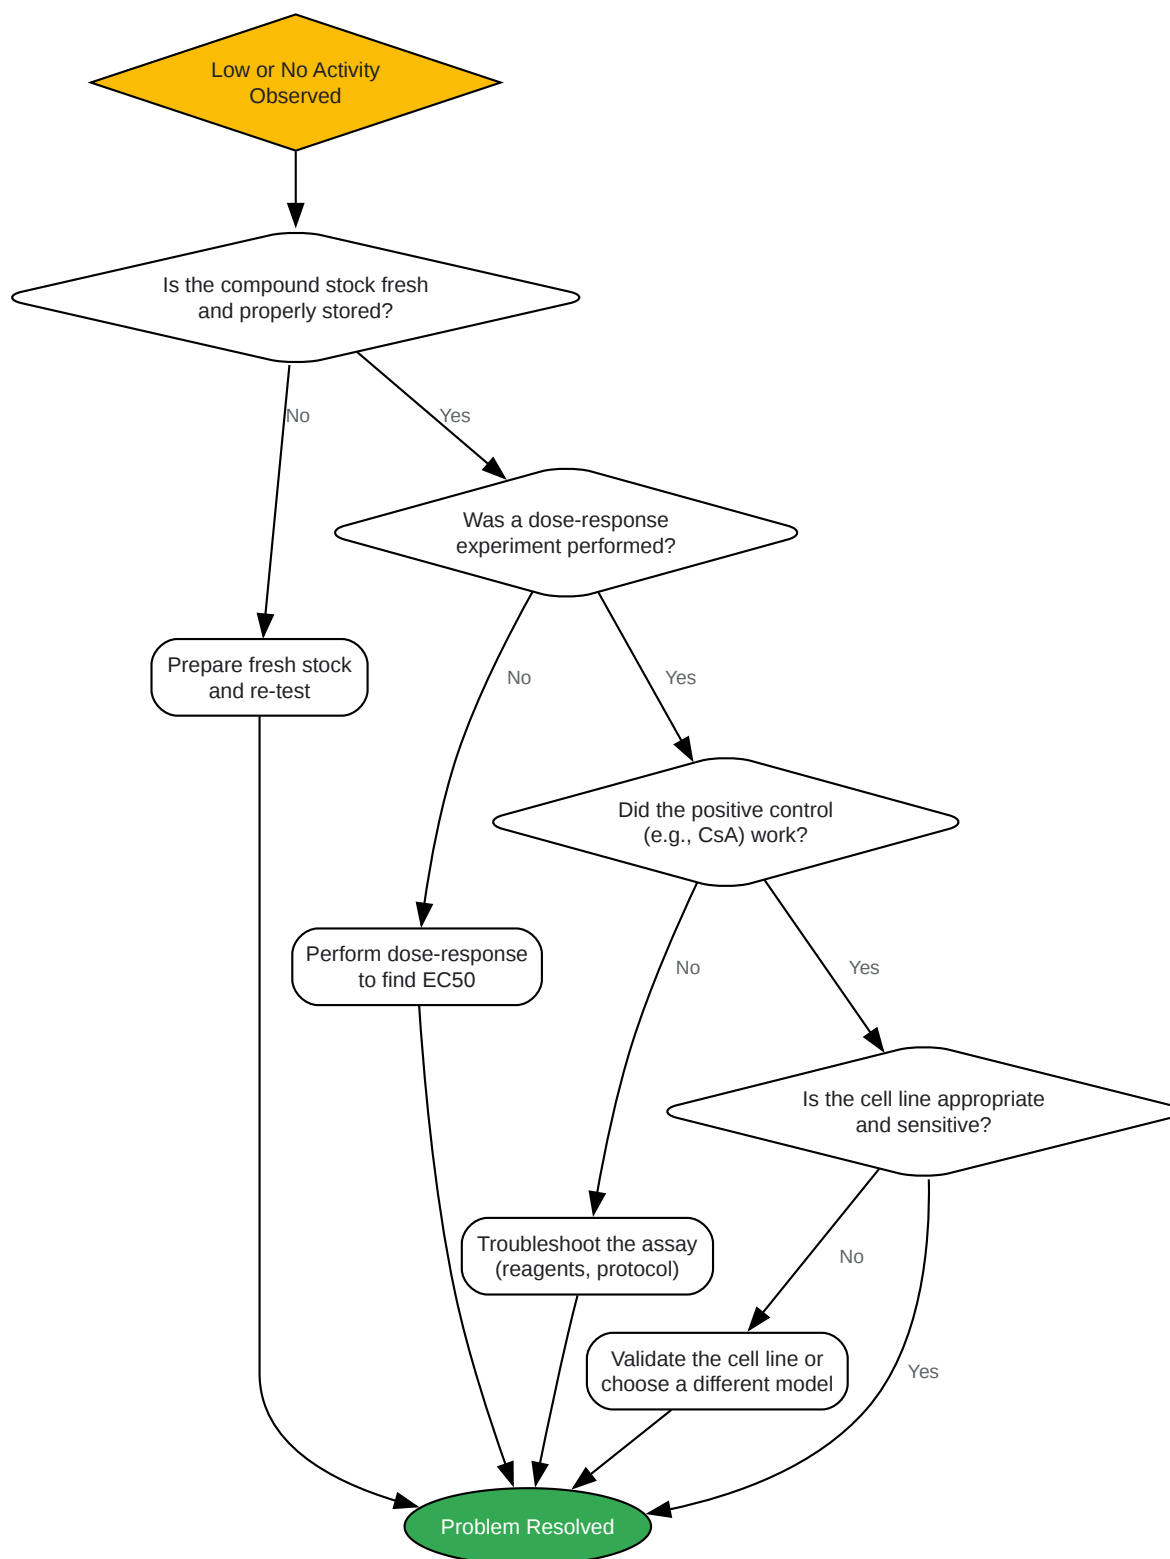 Low or No Activity
Observed
Is the compound stock fresh
and properly stored?
No
Yes
Was a dose-response
experiment performed?
Prepare fresh stock
and re-test
No
Yes
Did the positive control
(e.g., CsA) work?
Perform dose-response
to find EC50
No
Yes
Is the cell line appropriate
and sensitive?
Troubleshoot the assay
(reagents, protocol)
No
Validate the cell line or
choose a different model
Yes
Problem Resolved